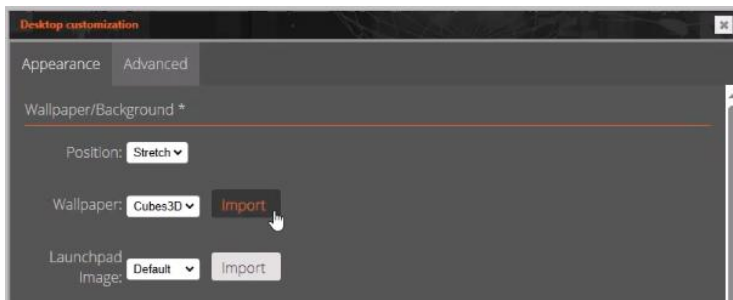 Desktop customization
Appearance Advanced
Wallpaper/Background *
Position: Stretch
Wallpaper: Cubes3D Import
Launchpad
Image: Default Import